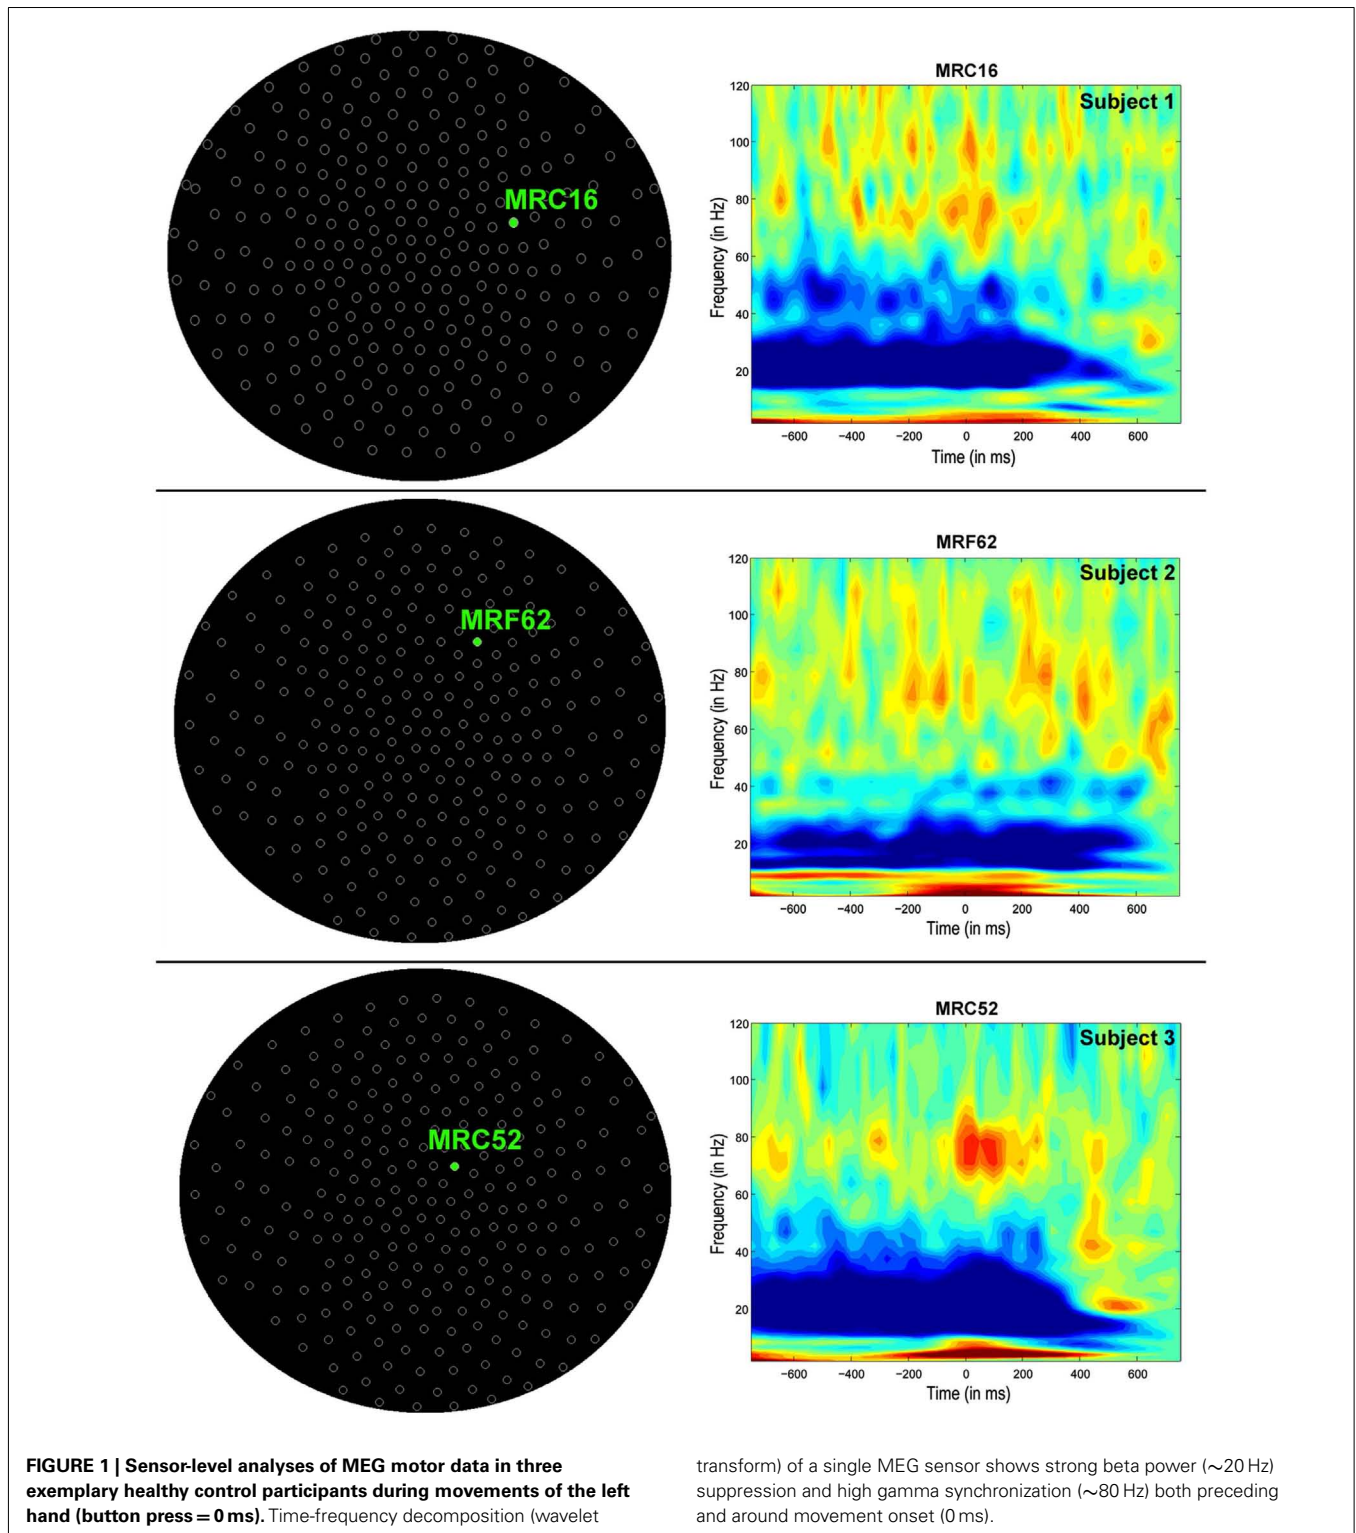 MRC16
MRC16
Subject 1
120
100
80
60
40
20
Frequency (in Hz)
−600 −400 −200 0 200 400 600
Time (in ms)
MRF62
MRF62
Subject 2
120
100
80
60
40
20
Frequency (in Hz)
−600 −400 −200 0 200 400 600
Time (in ms)
MRC52
MRC52
Subject 3
120
100
80
60
40
20
Frequency (in Hz)
−600 −400 −200 0 200 400 600
Time (in ms)
FIGURE 1 | Sensor-level analyses of MEG motor data in three
exemplary healthy control participants during movements of the left
hand (button press = 0 ms). Time-frequency decomposition (wavelet
transform) of a single MEG sensor shows strong beta power (∼20 Hz)
suppression and high gamma synchronization (∼80 Hz) both preceding
and around movement onset (0 ms).